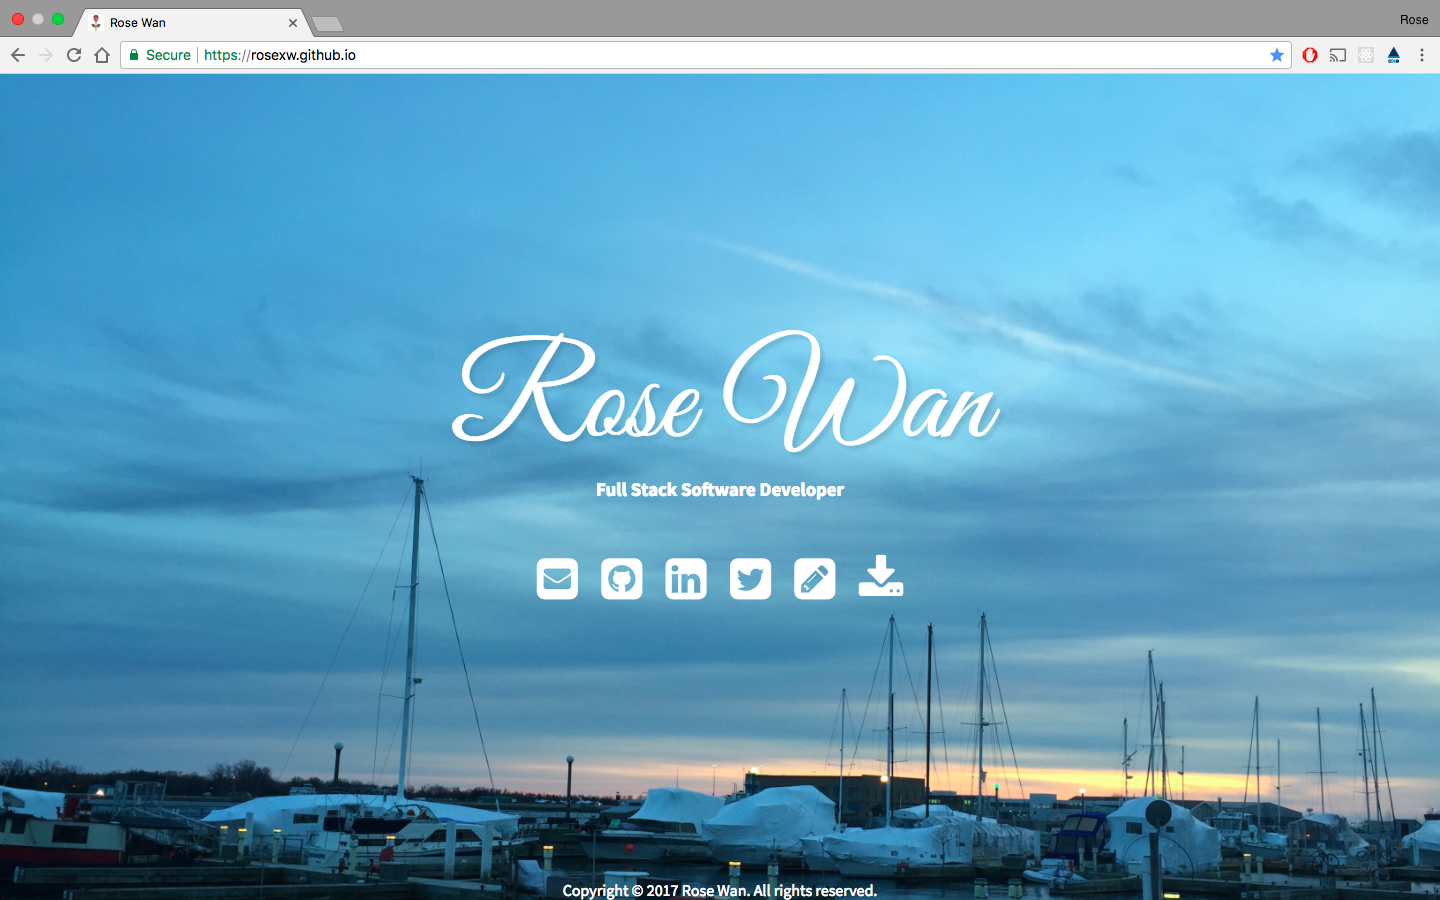 Rose Wan
Rose
Secure
https://rosexw.github.io
Rose Wan
Full Stack Software Developer
in
Copyright © 2017 Rose Wan. All rights reserved.